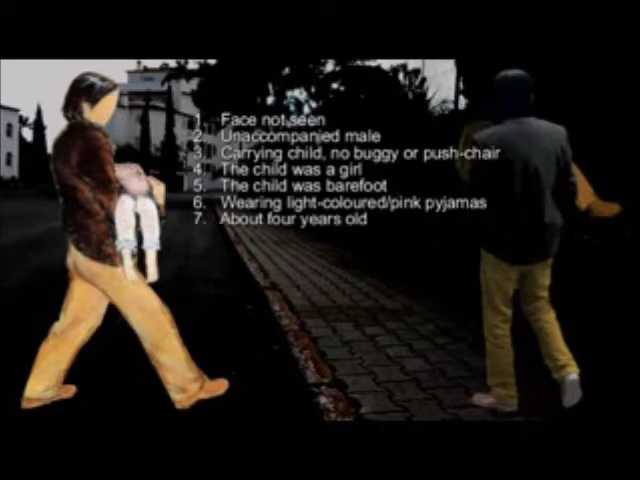 1. Face not seen
2. Unaccompanied male
3. Carrying child, no buggy or push-chair
4. The child was a girl
5. The child was barefoot
6. Wearing light-coloured/pink pyjamas
7. About four years old